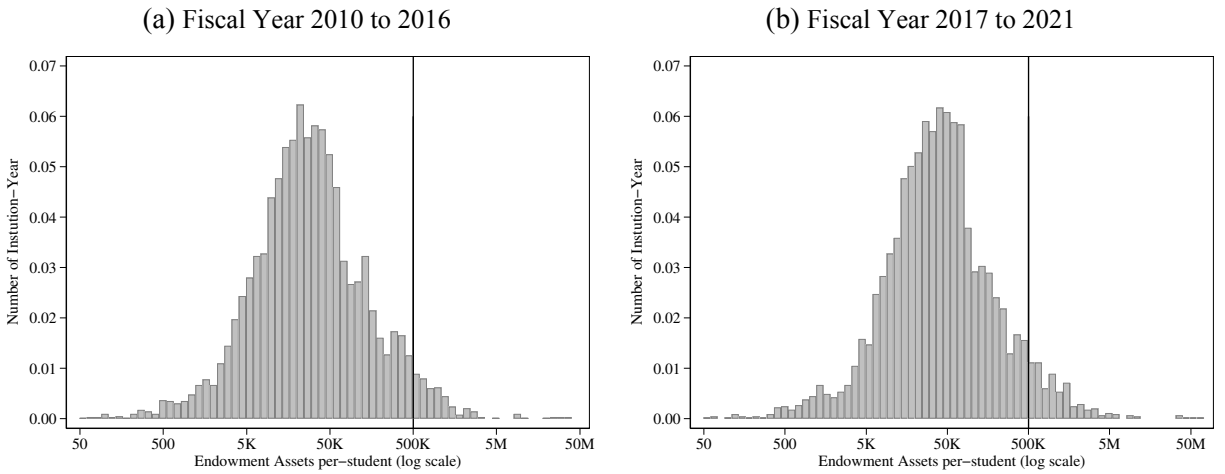 (a) Fiscal Year 2010 to 2016
0.07
0.06
0.05
0.04
0.03
0.02
0.01
0.00
Number of Instution−Year
50 500 5K 50K 500K 5M 50M
Endowment Assets per−student (log scale)
(b) Fiscal Year 2017 to 2021
0.07
0.06
0.05
0.04
0.03
0.02
0.01
0.00
Number of Instution−Year
50 500 5K 50K 500K 5M 50M
Endowment Assets per−student (log scale)